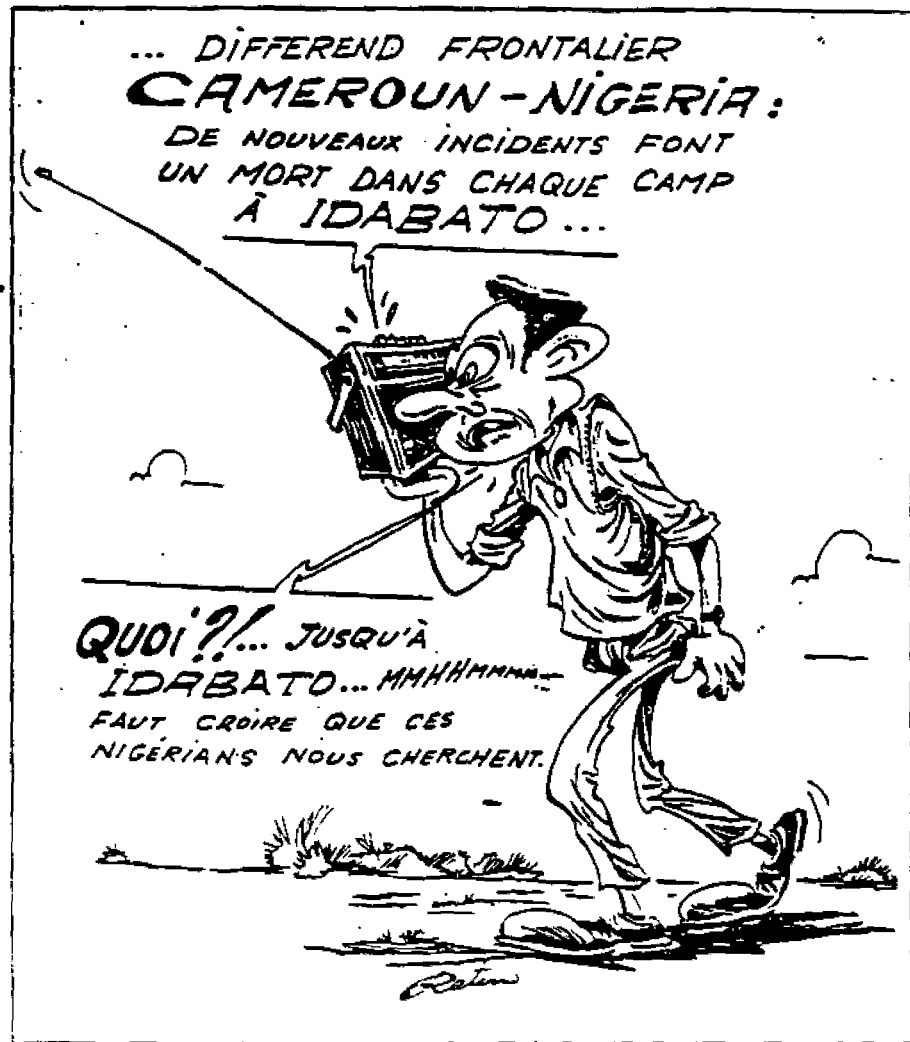 ... DIFFEREND FRONTALIER
CAMEROUN - NIGERIA :
DE NOUVEAUX INCIDENTS FONT
UN MORT DANS CHAQUE CAMP
À IDABATO ...
QUOI ?!... JUSQU'À
IDABATO... MMHHMMMM...
FAUT CROIRE QUE CES
NIGÉRIANS NOUS CHERCHENT.